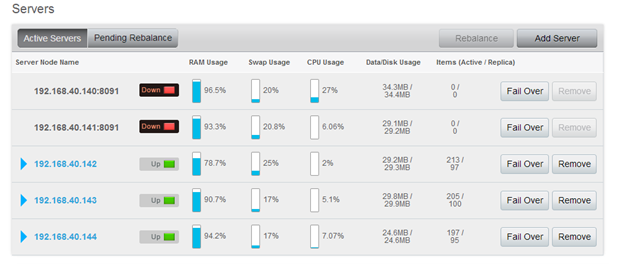 Servers
Active Servers Pending Rebalance Rebalance Add Server
Server Node Name RAM Usage Swap Usage CPU Usage Data/Disk Usage Items (Active / Replica)
192.168.40.140:8091 Down 96.5% 20% 27% 34.3MB / 34.4MB 0 / 0 Fail Over Remove
192.168.40.141:8091 Down 93.3% 20.8% 6.06% 29.1MB / 29.2MB 0 / 0 Fail Over Remove
192.168.40.142 Up 78.7% 25% 2% 29.2MB / 29.3MB 213 / 97 Fail Over Remove
192.168.40.143 Up 90.7% 17% 5.1% 29.8MB / 29.9MB 205 / 100 Fail Over Remove
192.168.40.144 Up 94.2% 17% 7.07% 24.6MB / 24.6MB 197 / 95 Fail Over Remove